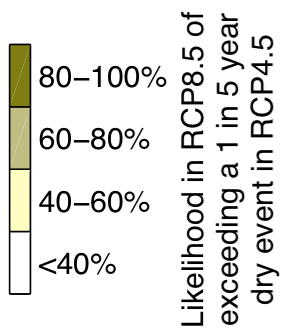 80–100%
60–80%
40–60%
<40%
Likelihood in RCP8.5 of
exceeding a 1 in 5 year
dry event in RCP4.5